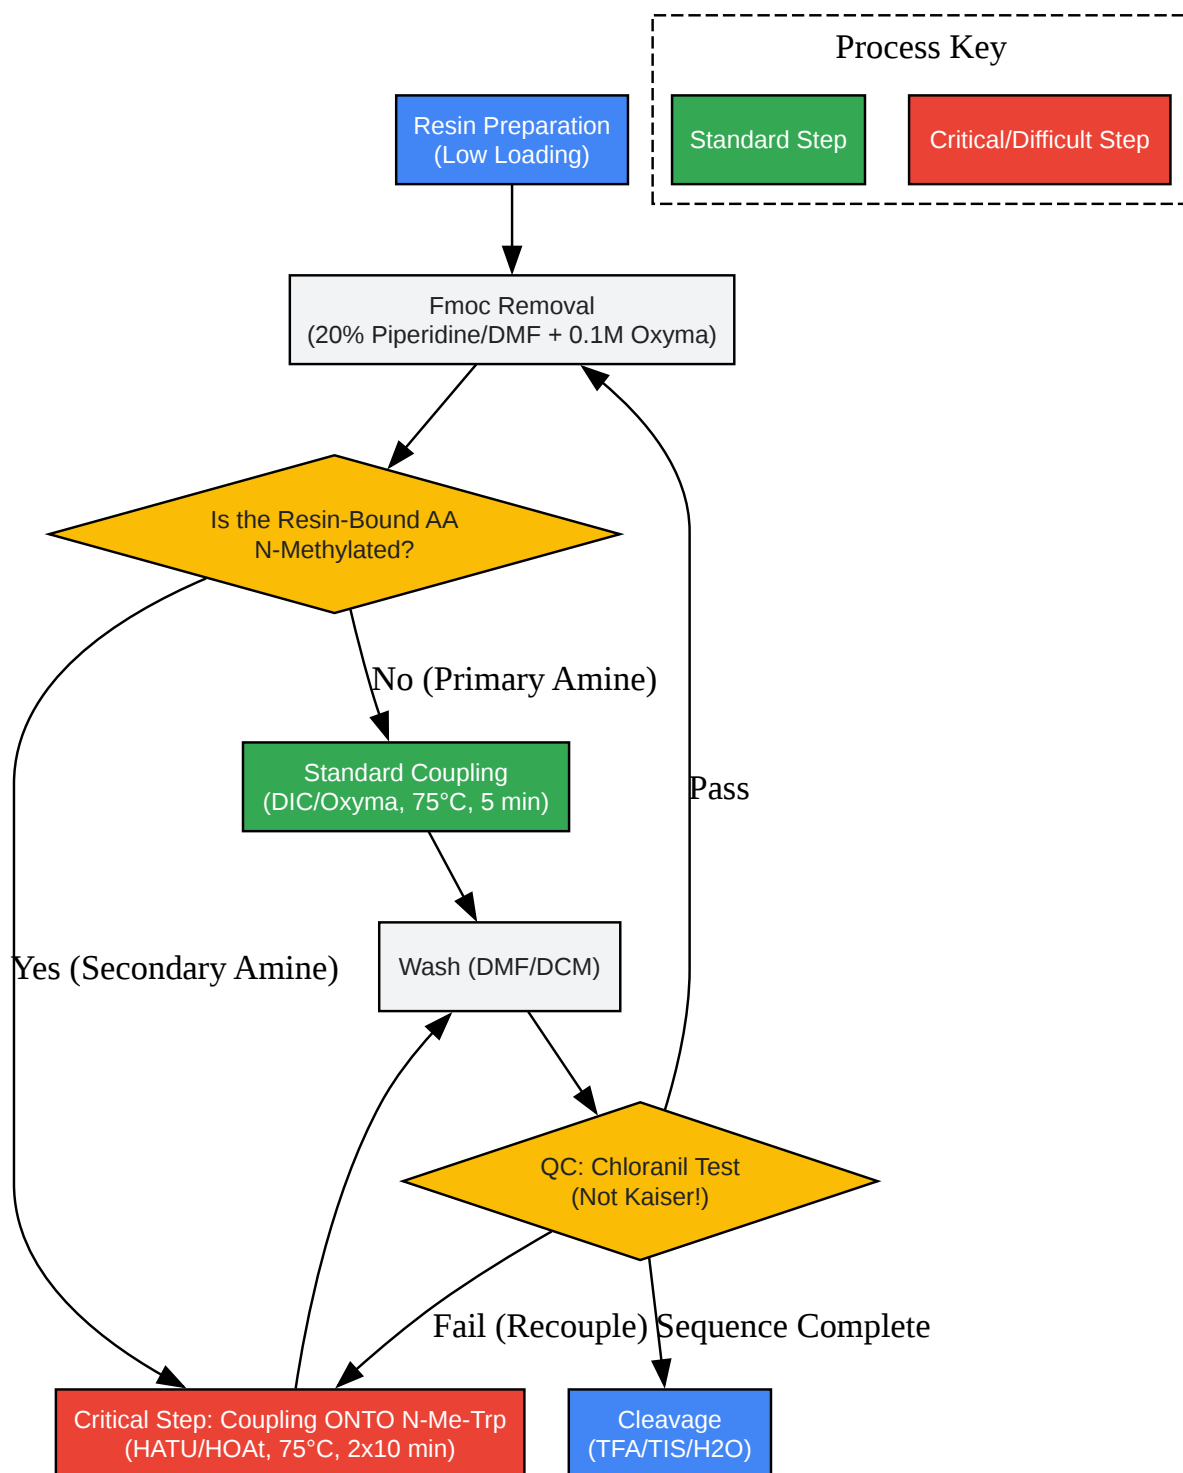 Process Key
Standard Step
Critical/Difficult Step
Resin Preparation
(Low Loading)
Fmoc Removal
(20% Piperidine/DMF + 0.1M Oxyma)
Is the Resin-Bound AA
N-Methylated?
No (Primary Amine)
Standard Coupling
(DIC/Oxyma, 75°C, 5 min)
Pass
Wash (DMF/DCM)
Yes (Secondary Amine)
QC: Chloranil Test
(Not Kaiser!)
Fail (Recouple)
Sequence Complete
Critical Step: Coupling ONTO N-Me-Trp
(HATU/HOAt, 75°C, 2x10 min)
Cleavage
(TFA/TIS/H2O)